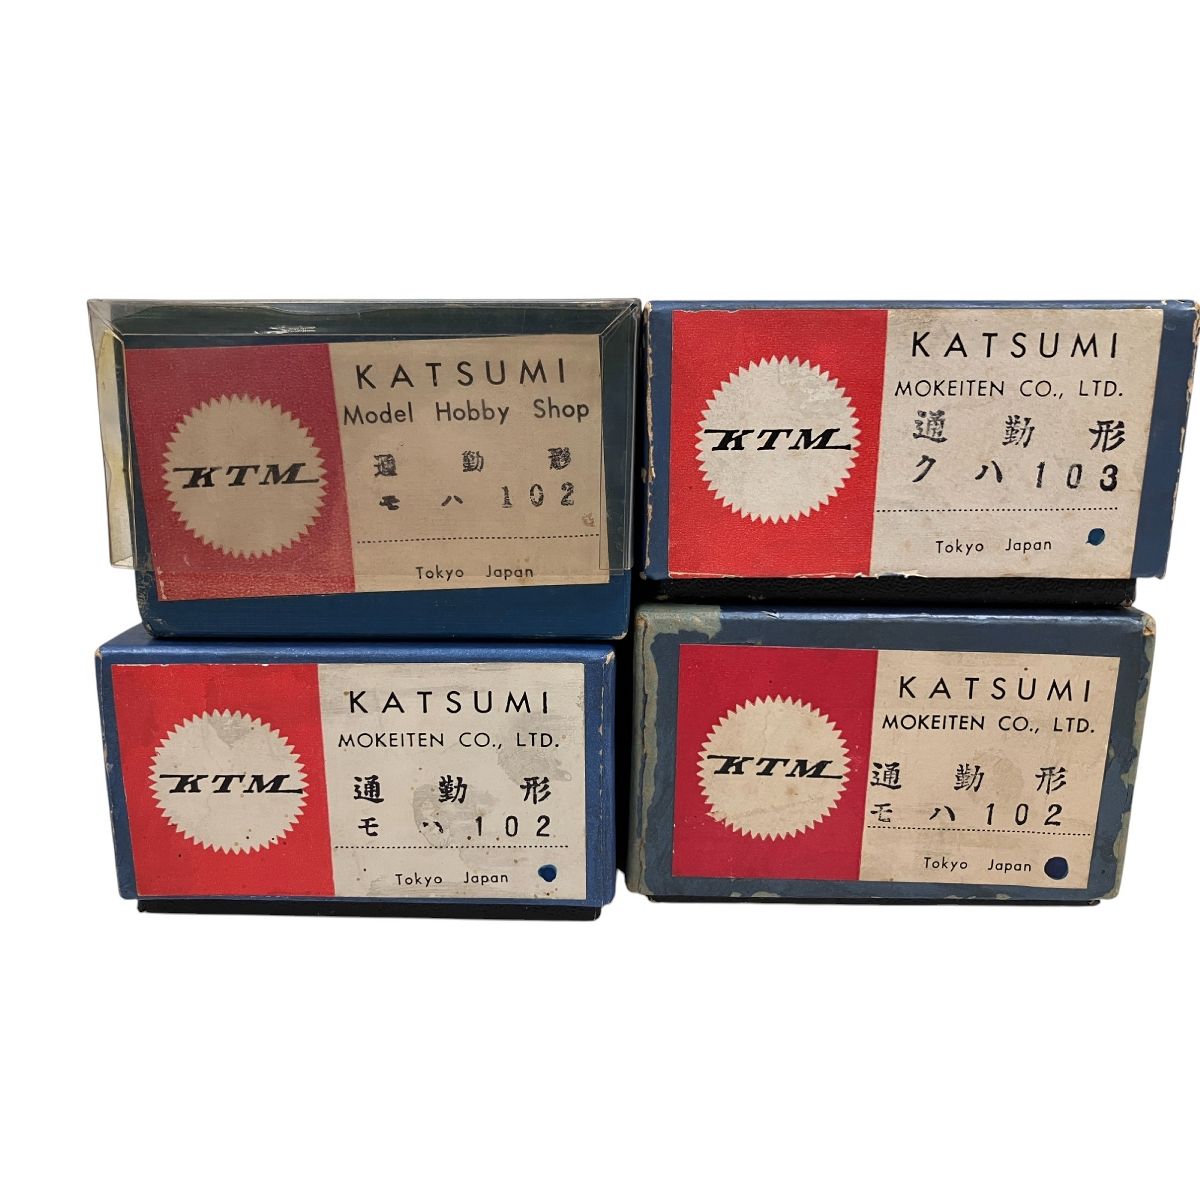 KATSUMI
Model Hobby Shop
KTM
通勤形
モハ102
Tokyo Japan
KATSUMI
MOKEITEN CO., LTD.
KTM
通勤形
クハ103
Tokyo Japan
KATSUMI
MOKEITEN CO., LTD.
KTM
通勤形
モハ102
Tokyo Japan
KATSUMI
MOKEITEN CO., LTD.
KTM
通勤形
モハ102
Tokyo Japan